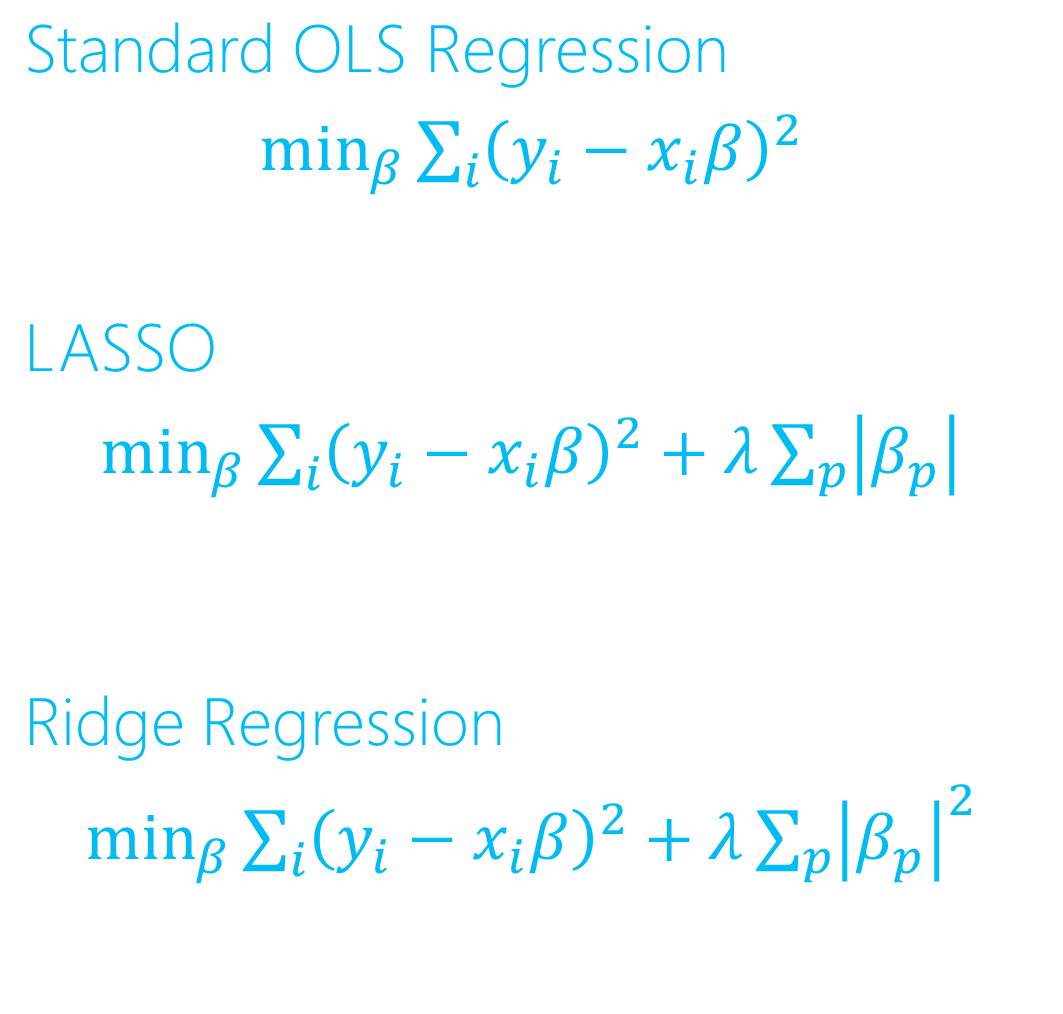 Standard OLS Regression
min_β ∑_i(y_i − x_iβ)^2
LASSO
min_β ∑_i(y_i − x_iβ)^2 + λ ∑_p|β_p|
Ridge Regression
min_β ∑_i(y_i − x_iβ)^2 + λ ∑_p|β_p|^2